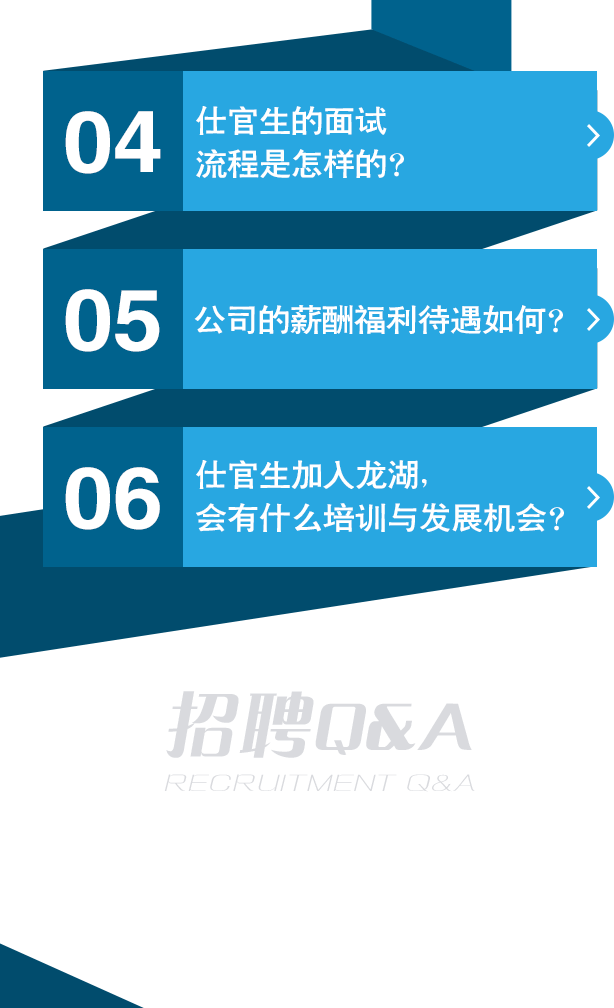 04
仕官生的面试
流程是怎样的?
05
公司的薪酬福利待遇如何?
06
仕官生加入龙湖,
会有什么培训与发展机会?
招聘Q&A
RECRUITMENT Q&A